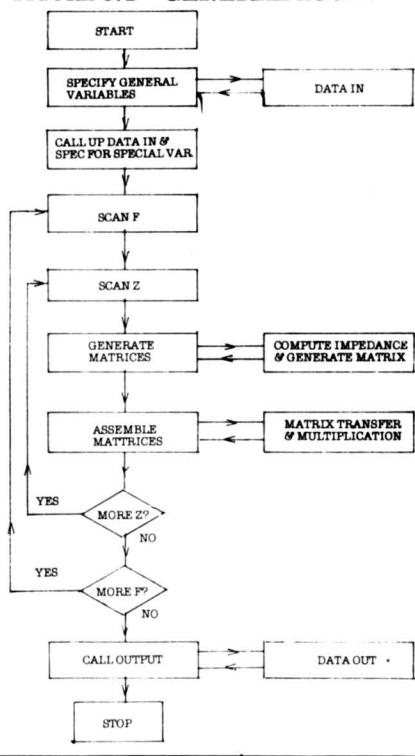 START
SPECIFY GENERAL
VARIABLES
DATA IN
CALL UP DATA IN &
SPEC FOR SPECIAL VAR.
SCAN F
SCAN Z
GENERATE
MATRICES
COMPUTE IMPEDANCE
& GENERATE MATRIX
ASSEMBLE
MATTRICES
MATRIX TRANSFER
& MULTIPLICATION
YES
MORE Z?
NO
YES
MORE F?
NO
CALL OUTPUT
DATA OUT
STOP